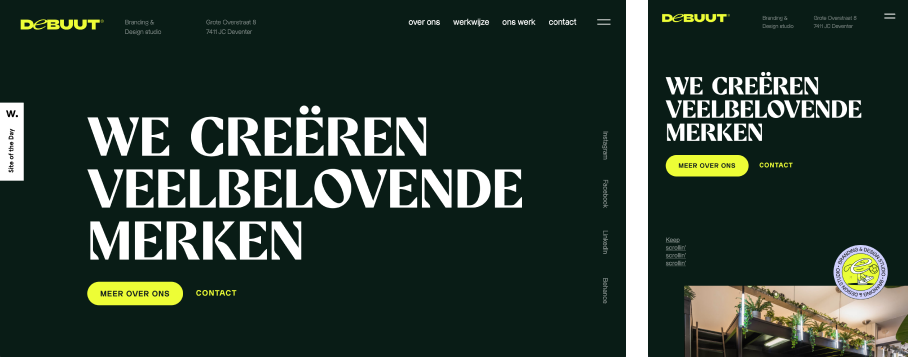 DeBUUT®
Branding &
Design studio
Grote Overstraat 8
7411 JC Deventer
over ons
werkwijze
ons werk
contact
W.
Site of the Day
WE CREËREN
VEELBELOVENDE
MERKEN
MEER OVER ONS
CONTACT
Instagram
Facebook
LinkedIn
Behance
DeBUUT®
Branding &
Design studio
Grote Overstraat 8
7411 JC Deventer
WE CREËREN
VEELBELOVENDE
MERKEN
MEER OVER ONS
CONTACT
Keep
scrollin'
scrollin'
scrollin'
BRANDING & DESIGN STUDIO • BRANDING & DESIGN STUDIO •